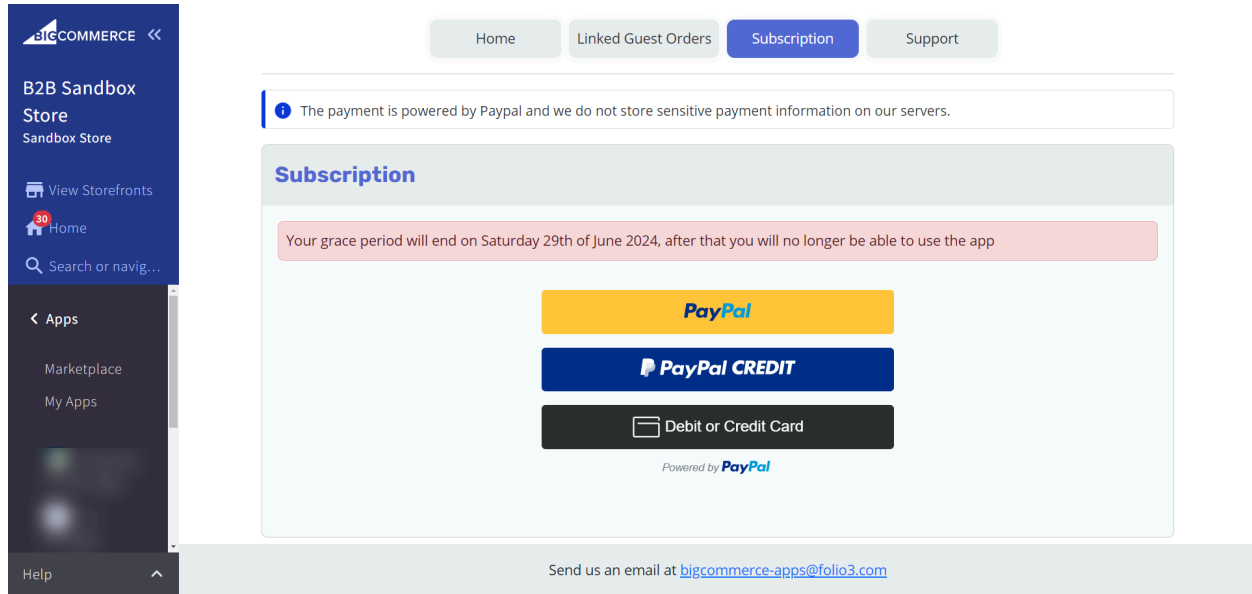 BIGCOMMERCE
B2B Sandbox
Store
Sandbox Store
View Storefronts
30
Home
Search or navig...
Apps
Marketplace
My Apps
Help
Home
Linked Guest Orders
Subscription
Support
The payment is powered by Paypal and we do not store sensitive payment information on our servers.
Subscription
Your grace period will end on Saturday 29th of June 2024, after that you will no longer be able to use the app
PayPal
PayPal CREDIT
Debit or Credit Card
Powered by PayPal
Send us an email at bigcommerce-apps@folio3.com